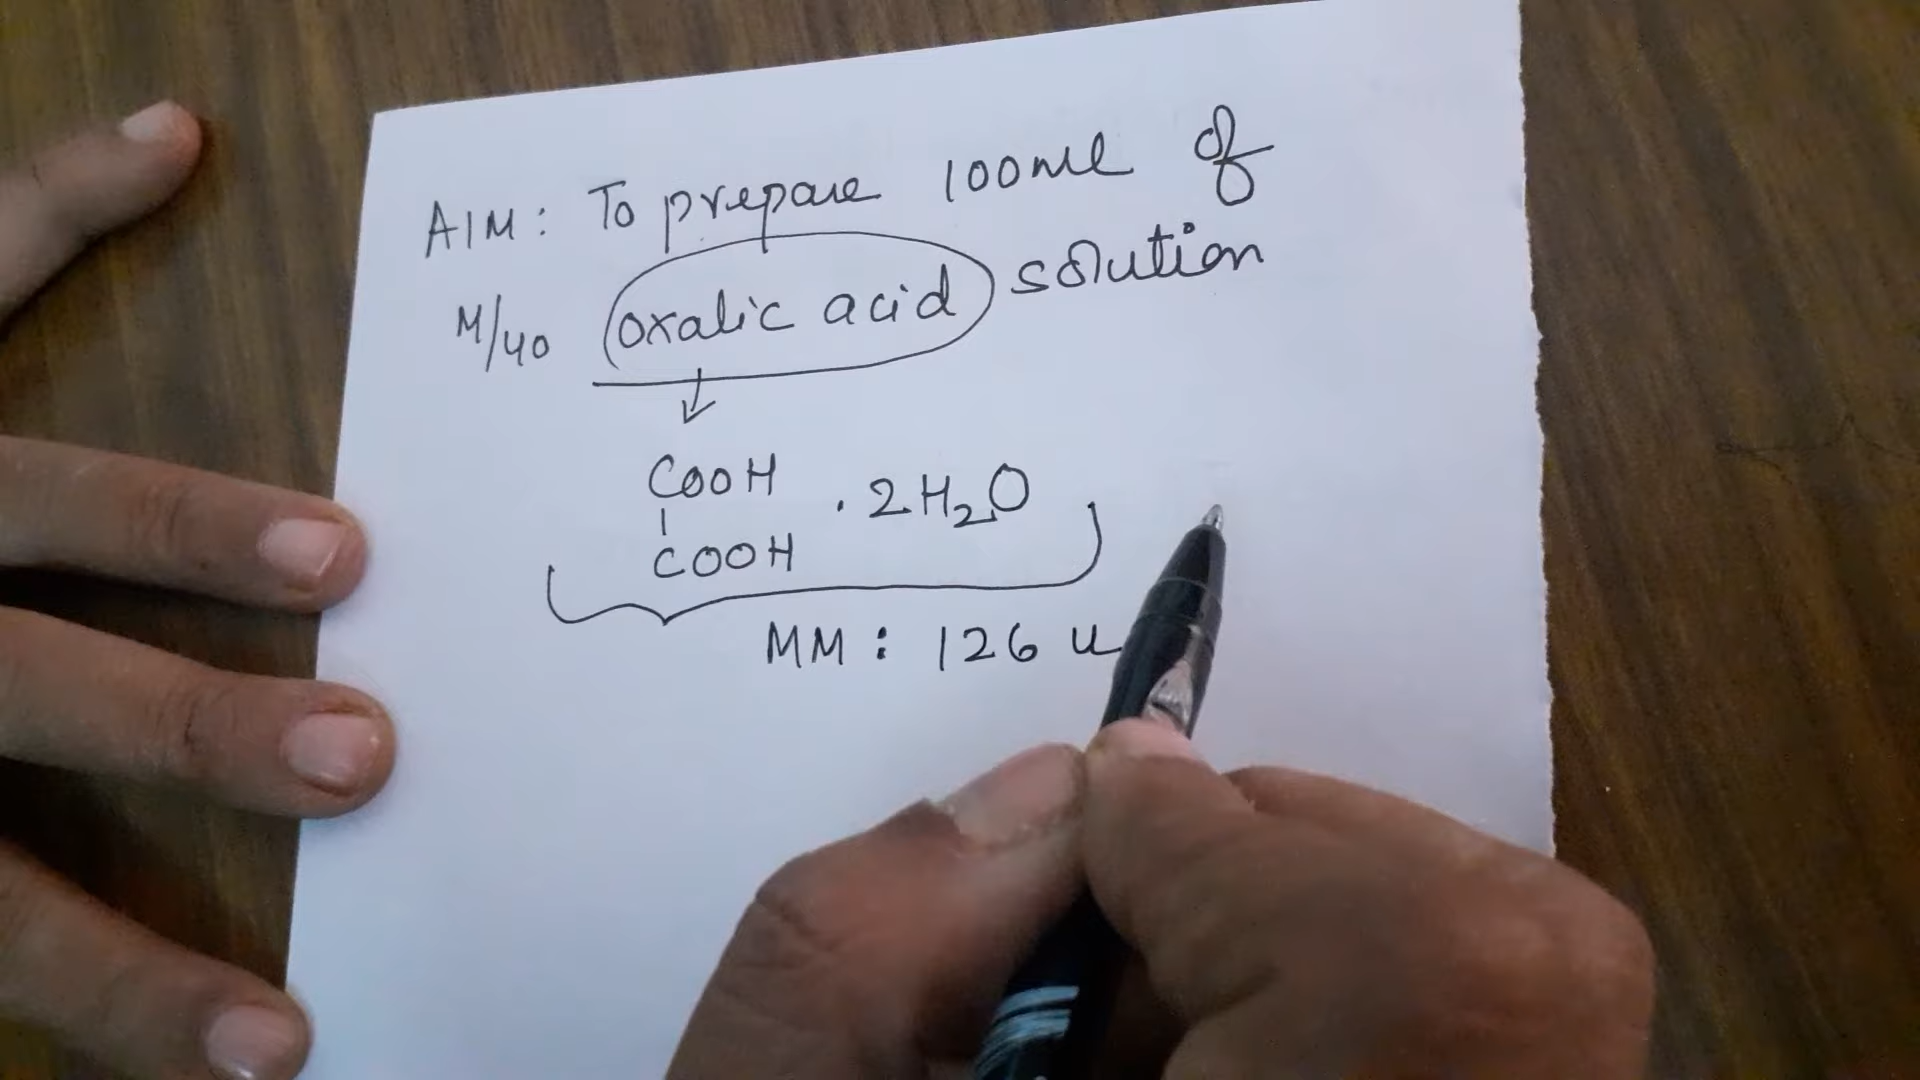 AIM: To prepare 100ml of
M/40 oxalic acid solution
COOH
. 2H₂O
COOH
MM: 126 u